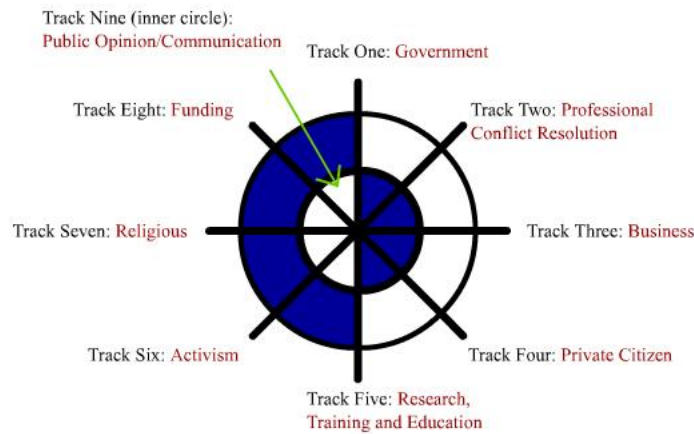 Track Nine (inner circle):
Public Opinion/Communication
Track One: Government
Track Eight: Funding
Track Two: Professional
Conflict Resolution
Track Seven: Religious
Track Three: Business
Track Six: Activism
Track Four: Private Citizen
Track Five: Research,
Training and Education